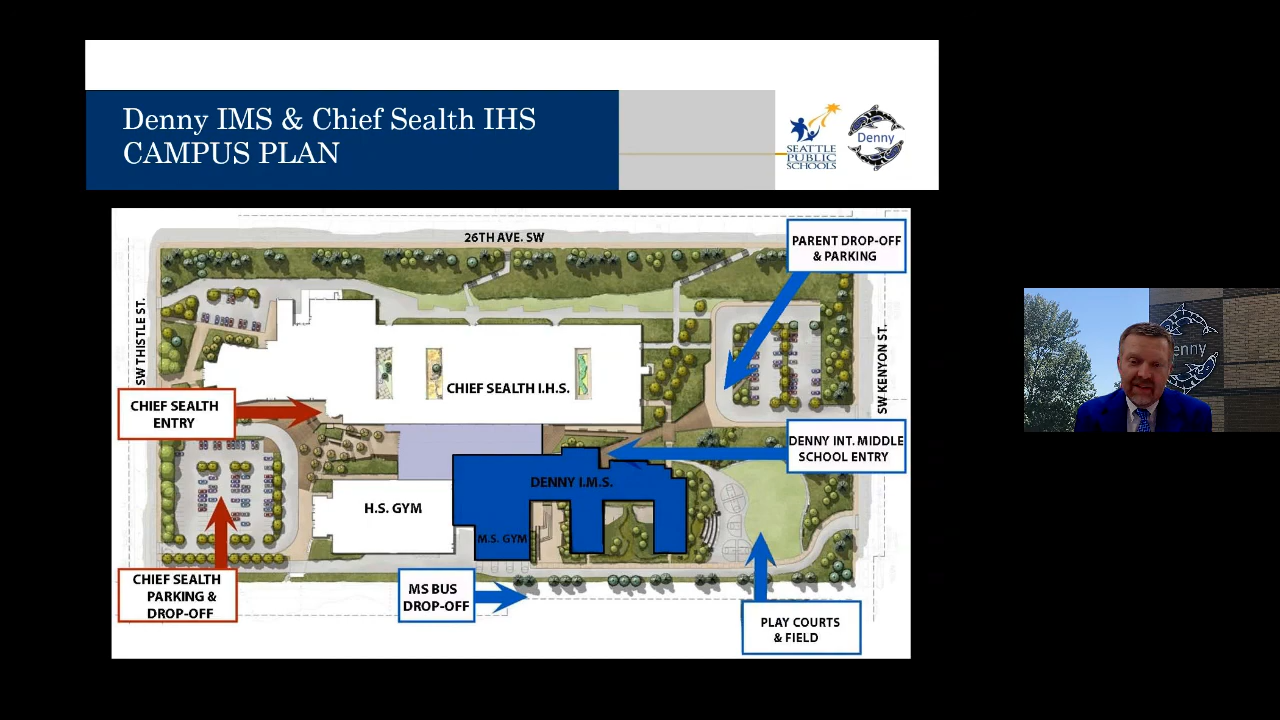 Denny IMS & Chief Sealth IHS
CAMPUS PLAN
SEATTLE
PUBLIC
SCHOOLS
Denny
26TH AVE. SW
PARENT DROP-OFF
& PARKING
SW THISTLE ST.
SW KENYON ST.
CHIEF SEALTH I.H.S.
CHIEF SEALTH
ENTRY
DENNY INT. MIDDLE
SCHOOL ENTRY
DENNY I.M.S.
H.S. GYM
M.S. GYM
CHIEF SEALTH
PARKING &
DROP-OFF
MS BUS
DROP-OFF
PLAY COURTS
& FIELD
Denny